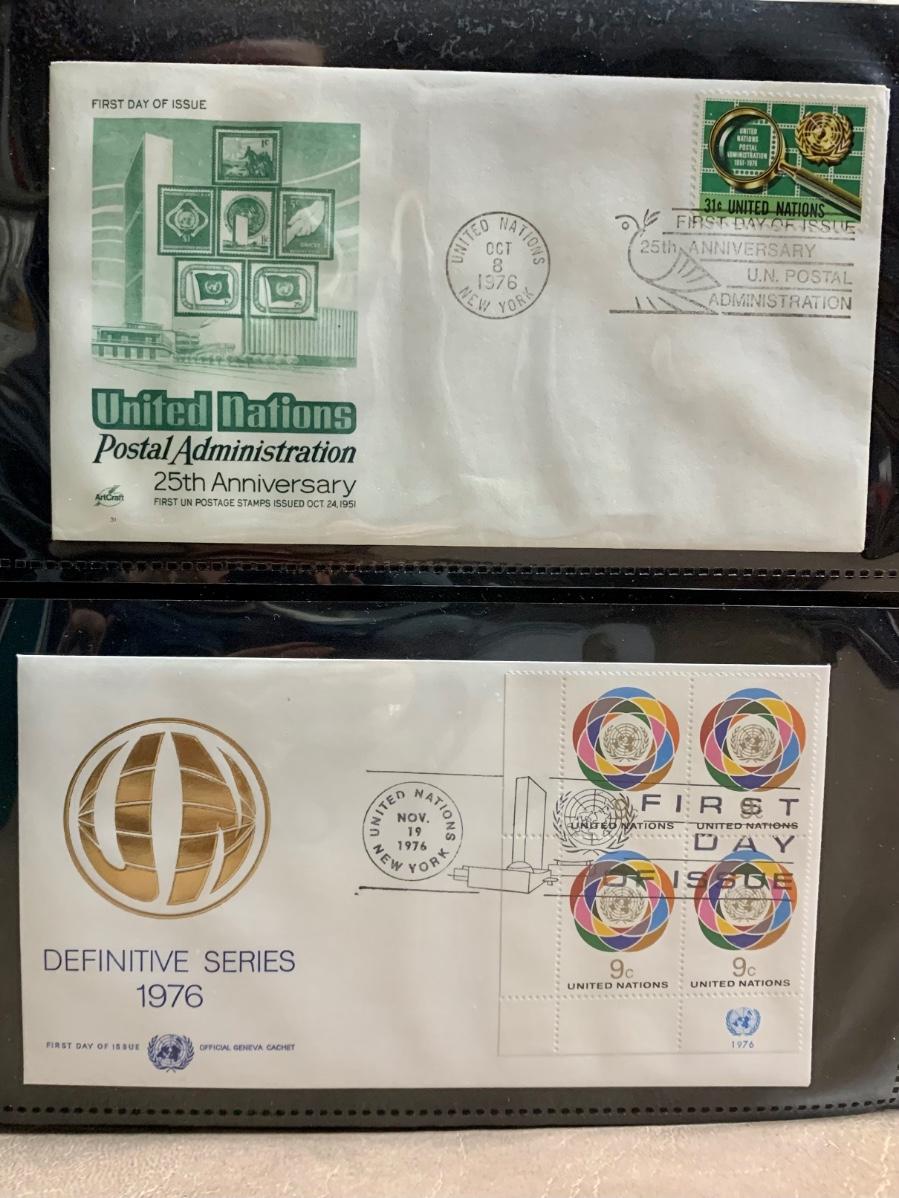 FIRST DAY OF ISSUE
UNITED
NATIONS
POSTAL
ADMINISTRATION
1951-1976
31c UNITED NATIONS
UNITED NATIONS
OCT
8
1976
NEW YORK
FIRST DAY OF ISSUE
25th ANNIVERSARY
U.N. POSTAL
ADMINISTRATION
United Nations
Postal Administration
25th Anniversary
FIRST UN POSTAGE STAMPS ISSUED OCT. 24, 1951
ArtCraft
UN
DEFINITIVE SERIES
1976
FIRST DAY OF ISSUE
OFFICIAL GENEVA CACHET
UNITED NATIONS
NOV.
19
1976
NEW YORK
FIRST
DAY
OF ISSUE
UNITED NATIONS
9c
UNITED NATIONS
9c
UNITED NATIONS
9c
UNITED NATIONS
1976